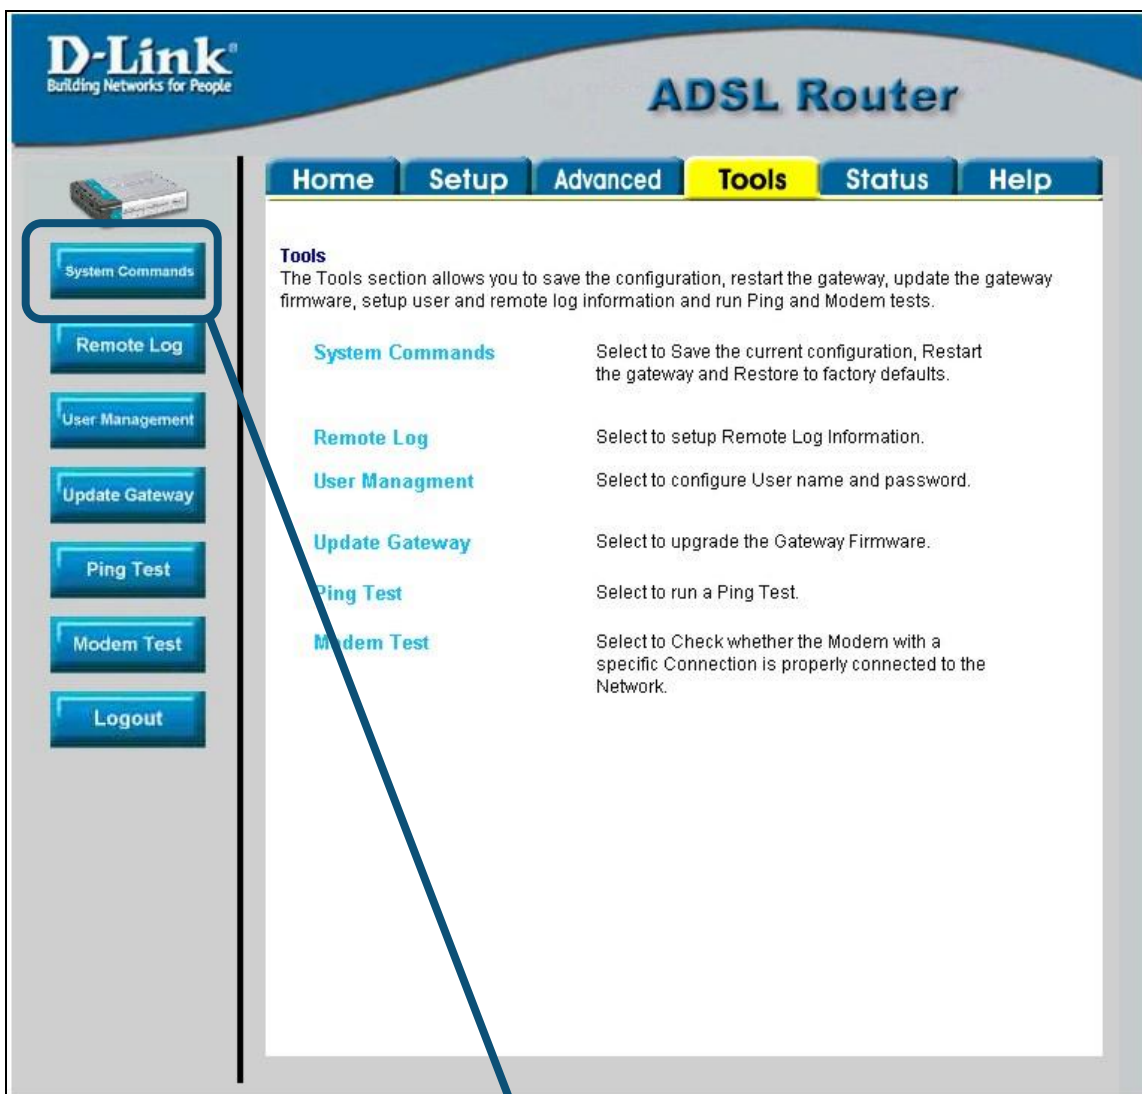 D-Link®
Building Networks for People
ADSL Router
Home Setup Advanced Tools Status Help
System Commands
Remote Log
User Management
Update Gateway
Ping Test
Modem Test
Logout
Tools
The Tools section allows you to save the configuration, restart the gateway, update the gateway
firmware, setup user and remote log information and run Ping and Modem tests.
System Commands Select to Save the current configuration, Restart
the gateway and Restore to factory defaults.
Remote Log Select to setup Remote Log Information.
User Managment Select to configure User name and password.
Update Gateway Select to upgrade the Gateway Firmware.
Ping Test Select to run a Ping Test.
Modem Test Select to Check whether the Modem with a
specific Connection is properly connected to the
Network.